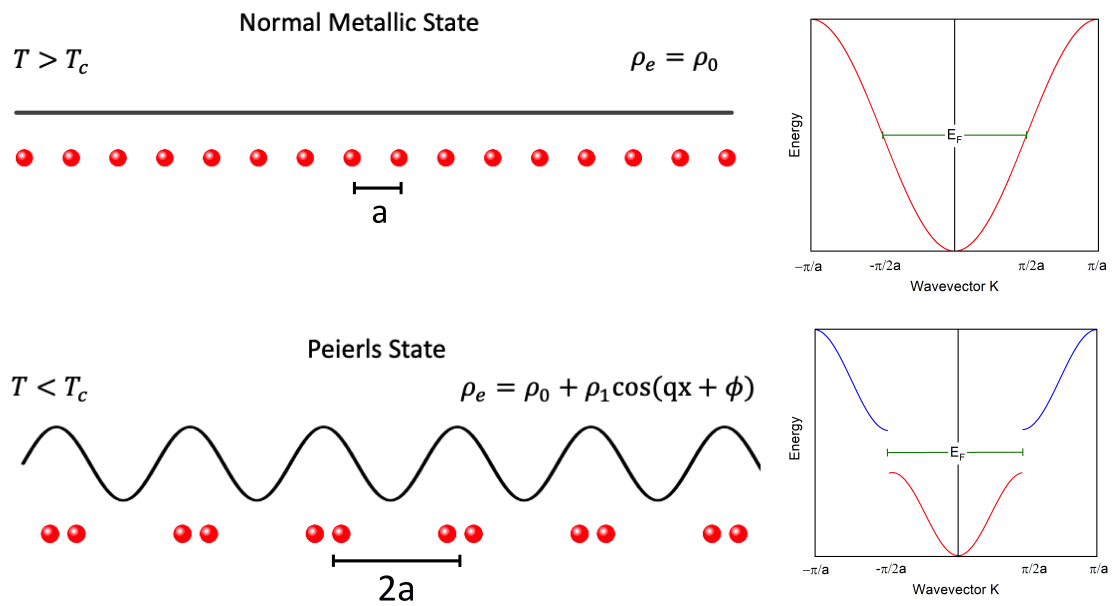 Normal Metallic State
T > T_c
ρ_e = ρ_0
a
Energy
E_F
−π/a
-π/2a
π/2a
π/a
Wavevector K
Peierls State
T < T_c
ρ_e = ρ_0 + ρ_1cos(qx + ϕ)
2a
Energy
E_F
−π/a
-π/2a
π/2a
π/a
Wavevector K